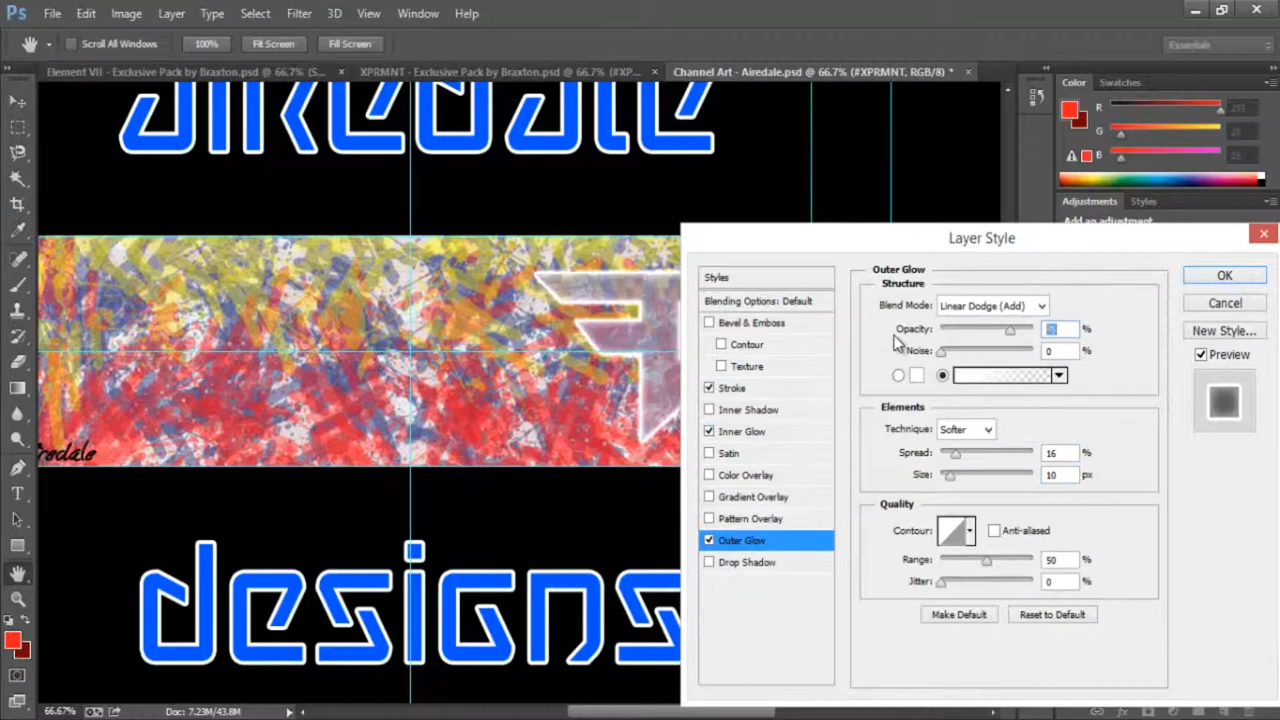 Ps File Edit Image Layer Type Select Filter 3D View Window Help
Scroll All Windows 100% Fit Screen Fill Screen Essentials
Element VII - Exclusive Pack by Braxton.psd @ 66.7% (S... × XPRMNT - Exclusive Pack by Braxton.psd @ 66.7% (#XP... × Channel Art - Airedale.psd @ 66.7% (#XPRMNT, RGB/8) * ×
Color Swatches
R 255
G
B
Adjustments Styles
Add an adjustment
airedale
Layer Style
Styles
Blending Options: Default
Bevel & Emboss
Contour
Texture
Stroke
Inner Shadow
Inner Glow
Satin
Color Overlay
Gradient Overlay
Pattern Overlay
Outer Glow
Drop Shadow
Outer Glow
Structure
Blend Mode: Linear Dodge (Add)
Opacity: %
Noise: 0 %
Elements
Technique: Softer
Spread: 16 %
Size: 10 px
Quality
Contour: Anti-aliased
Range: 50 %
Jitter: 0 %
Make Default Reset to Default
OK
Cancel
New Style...
Preview
iredale
designs
66.67% Doc: 7.23M/43.8M